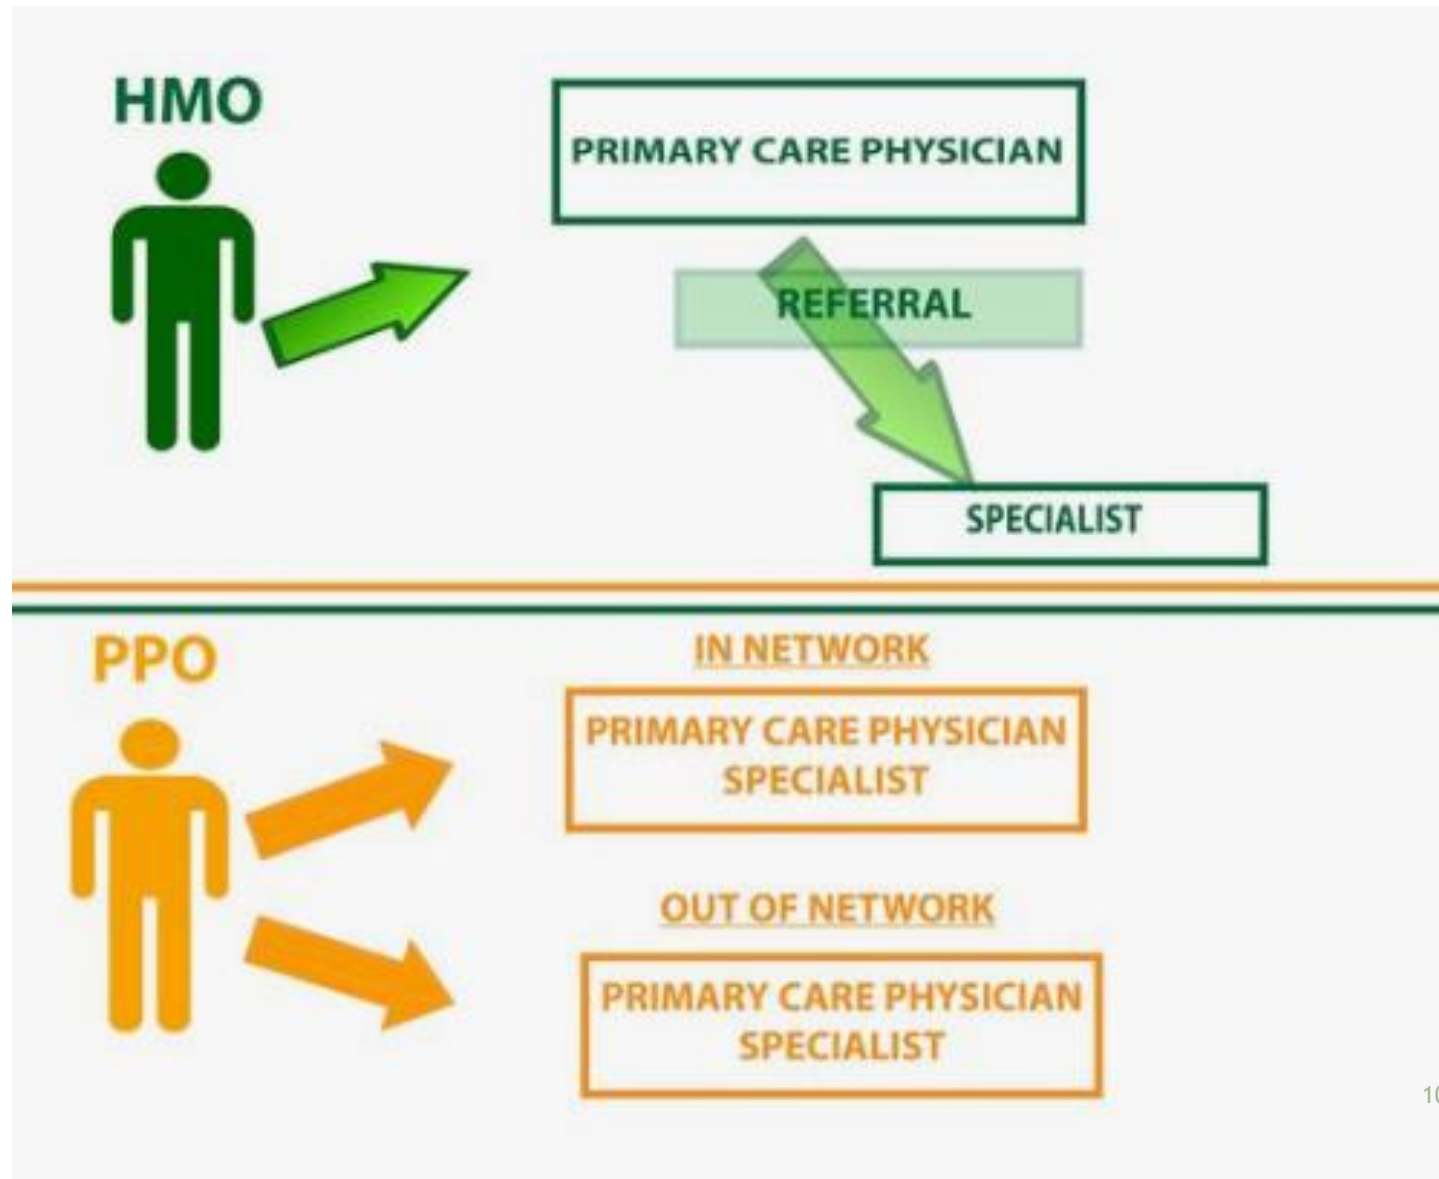 HMO
PRIMARY CARE PHYSICIAN
REFERRAL
SPECIALIST
PPO
IN NETWORK
PRIMARY CARE PHYSICIAN
SPECIALIST
OUT OF NETWORK
PRIMARY CARE PHYSICIAN
SPECIALIST
10